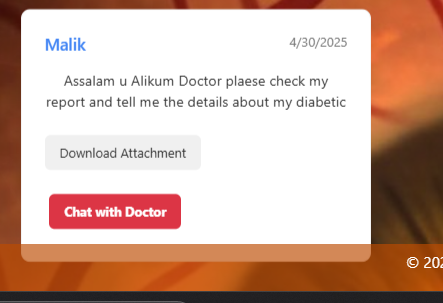 Malik
4/30/2025
Assalam u Alikum Doctor plaese check my
report and tell me the details about my diabetic
Download Attachment
Chat with Doctor
©